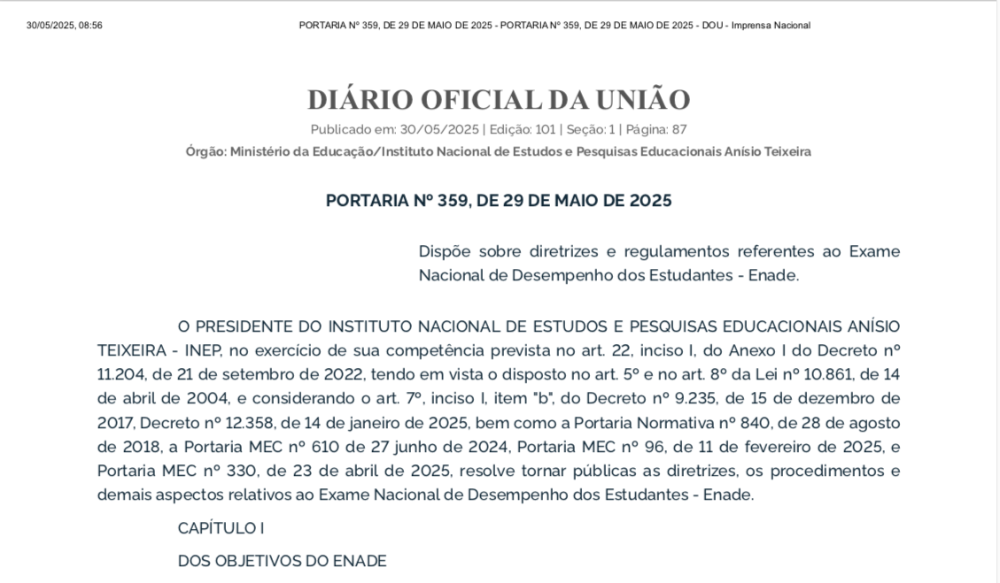 30/05/2025, 08:56 PORTARIA Nº 359, DE 29 DE MAIO DE 2025 - PORTARIA Nº 359, DE 29 DE MAIO DE 2025 - DOU - Imprensa Nacional
DIÁRIO OFICIAL DA UNIÃO
Publicado em: 30/05/2025 | Edição: 101 | Seção: 1 | Página: 87
Órgão: Ministério da Educação/Instituto Nacional de Estudos e Pesquisas Educacionais Anísio Teixeira
PORTARIA Nº 359, DE 29 DE MAIO DE 2025
Dispõe sobre diretrizes e regulamentos referentes ao Exame
Nacional de Desempenho dos Estudantes - Enade.
O PRESIDENTE DO INSTITUTO NACIONAL DE ESTUDOS E PESQUISAS EDUCACIONAIS ANÍSIO
TEIXEIRA - INEP, no exercício de sua competência prevista no art. 22, inciso I, do Anexo I do Decreto nº
11.204, de 21 de setembro de 2022, tendo em vista o disposto no art. 5º e no art. 8º da Lei nº 10.861, de 14
de abril de 2004, e considerando o art. 7º, inciso I, item "b", do Decreto nº 9.235, de 15 de dezembro de
2017, Decreto nº 12.358, de 14 de janeiro de 2025, bem como a Portaria Normativa nº 840, de 28 de agosto
de 2018, a Portaria MEC nº 610 de 27 junho de 2024, Portaria MEC nº 96, de 11 de fevereiro de 2025, e
Portaria MEC nº 330, de 23 de abril de 2025, resolve tornar públicas as diretrizes, os procedimentos e
demais aspectos relativos ao Exame Nacional de Desempenho dos Estudantes - Enade.
CAPÍTULO I
DOS OBJETIVOS DO ENADE